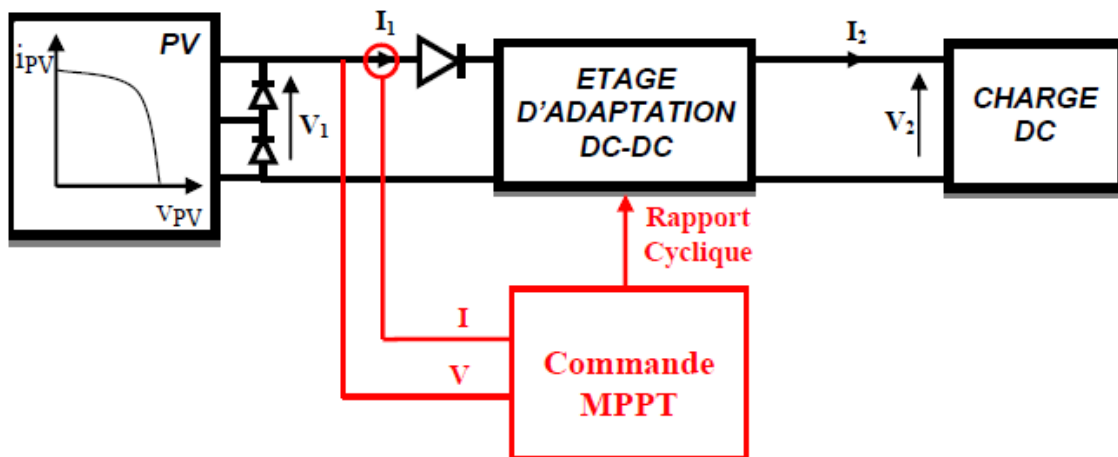 PV
iPV
VPV
V1
I1
ETAGE
D'ADAPTATION
DC-DC
I2
V2
CHARGE
DC
Rapport
Cyclique
I
V
Commande
MPPT